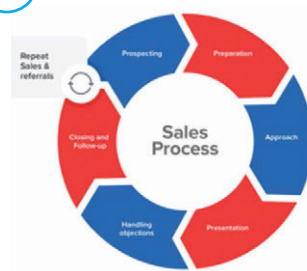 Repeat
Sales &
referrals
Prospecting
Preparation
Approach
Presentation
Handling
objections
Closing and
Follow-up
Sales
Process